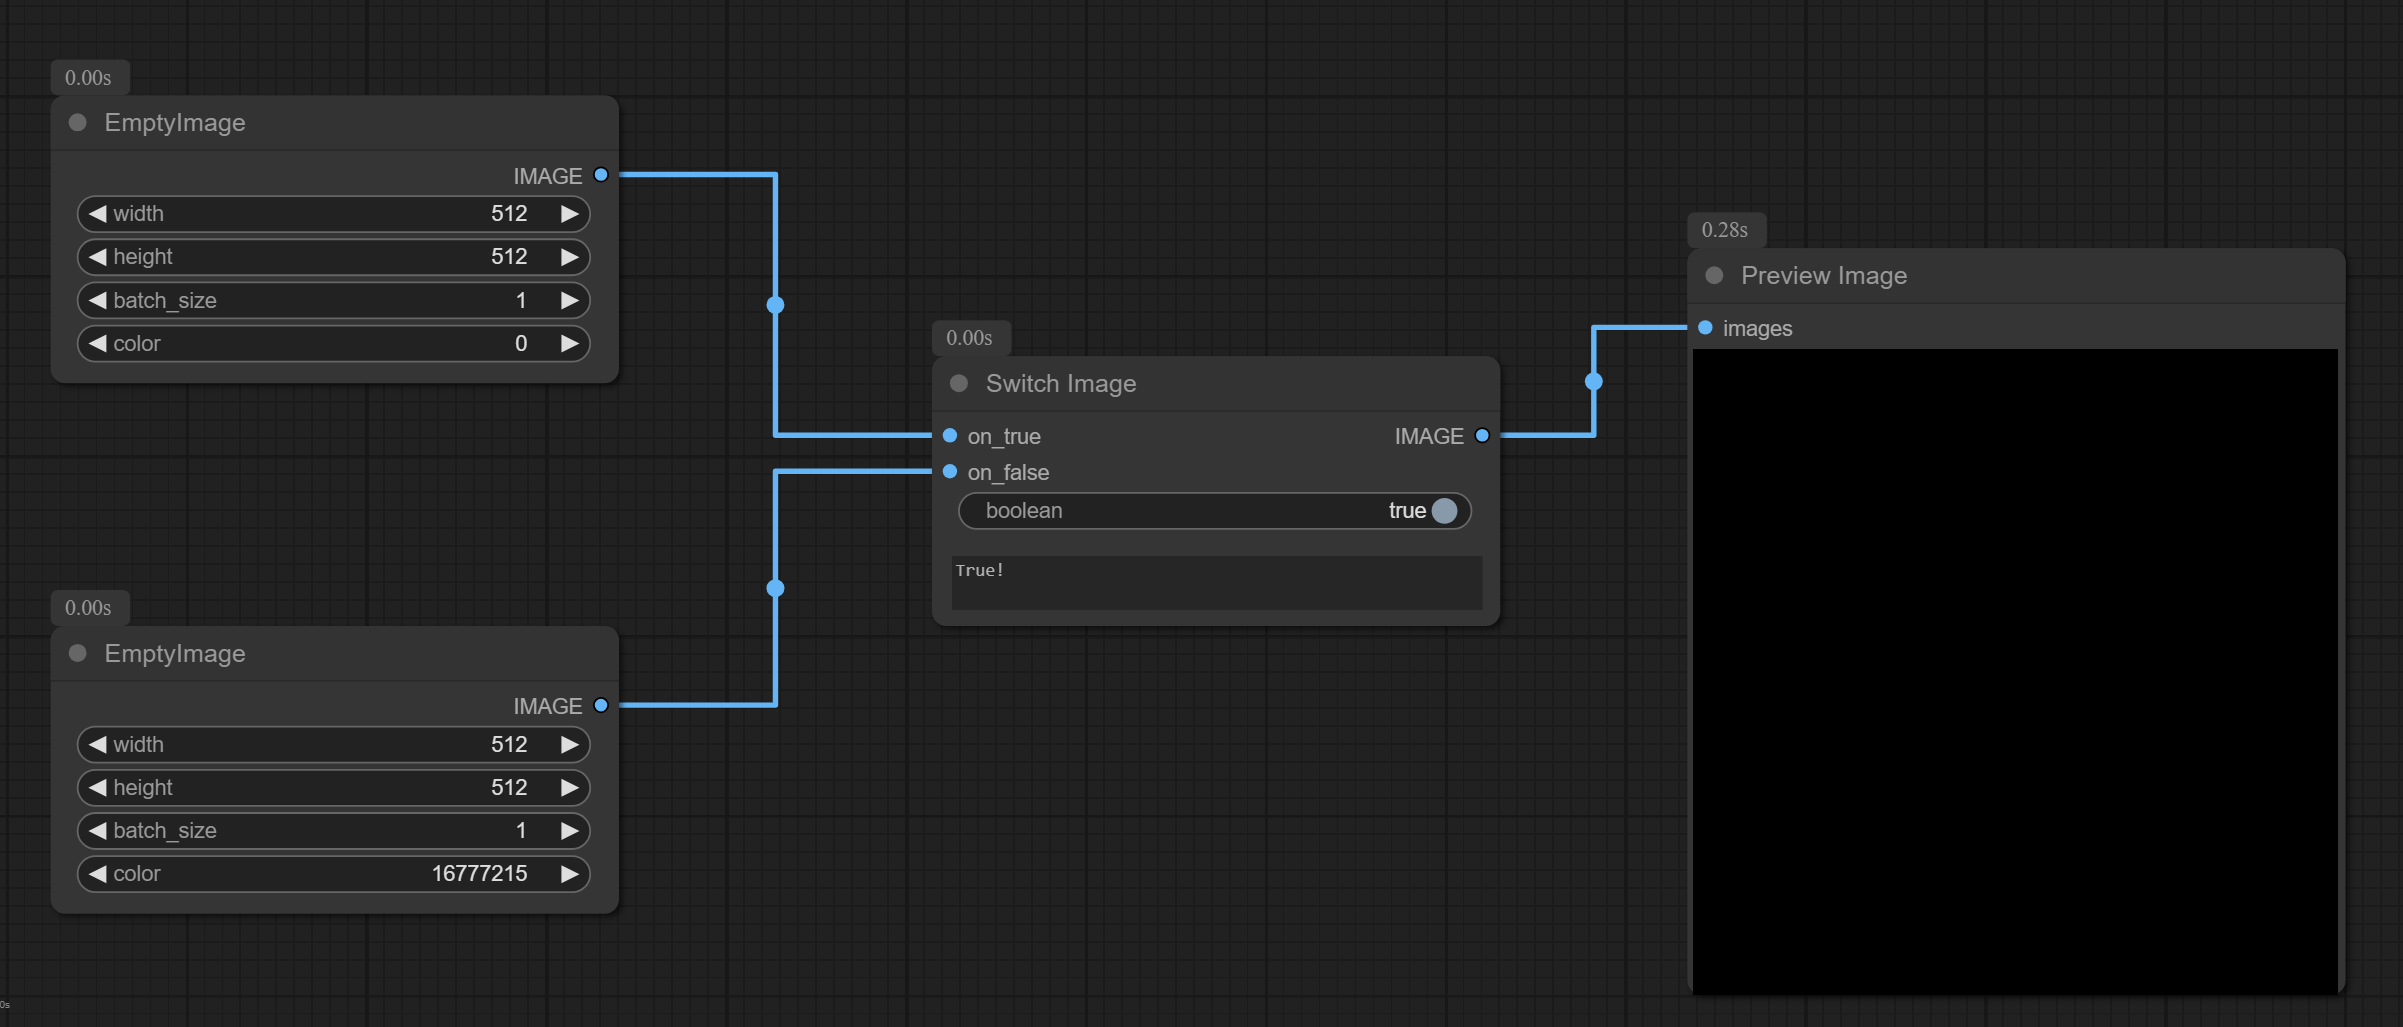 0.00s
EmptyImage
IMAGE
width 512
height 512
batch_size 1
color 0
0.00s
EmptyImage
IMAGE
width 512
height 512
batch_size 1
color 16777215
0.00s
Switch Image
on_true IMAGE
on_false
boolean true
True!
0.28s
Preview Image
images
0s